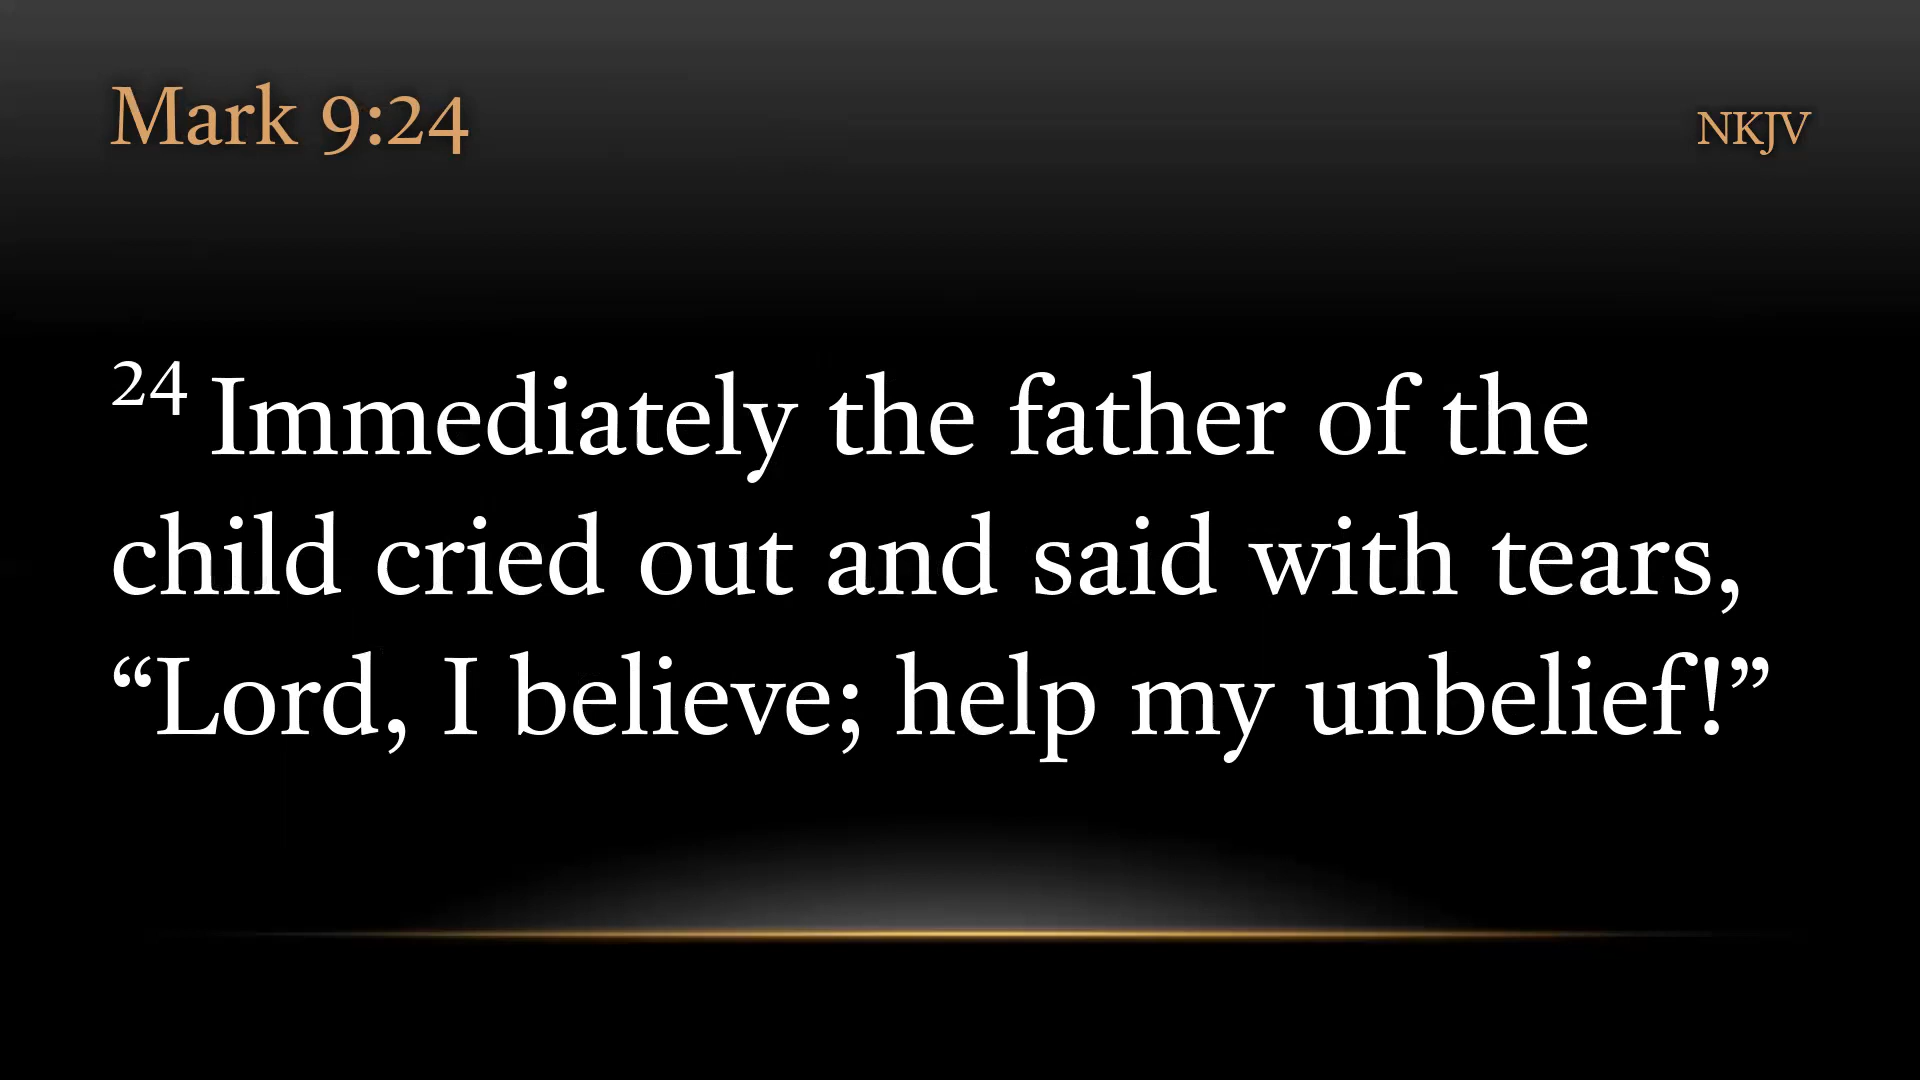 Mark 9:24
NKJV
24 Immediately the father of the
child cried out and said with tears,
“Lord, I believe; help my unbelief!”